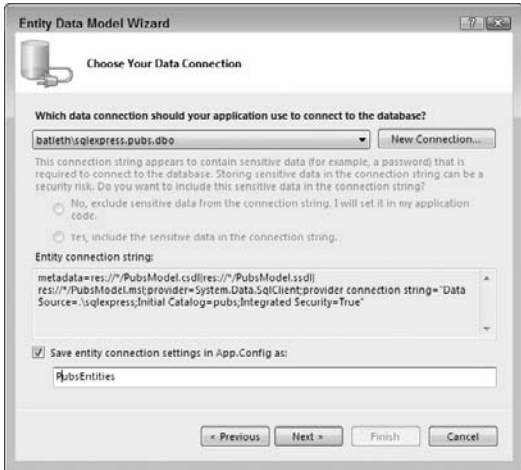 Entity Data Model Wizard
Choose Your Data Connection
Which data connection should your application use to connect to the database?
batleth\sqlexpress.pubs.dbo
New Connection...
This connection string appears to contain sensitive data (for example, a password) that is
required to connect to the database. Storing sensitive data in the connection string can be a
security risk. Do you want to include this sensitive data in the connection string?
No, exclude sensitive data from the connection string. I will set it in my application
code.
Yes, include the sensitive data in the connection string.
Entity connection string:
metadata=res://*/PubsModel.csdl|res://*/PubsModel.ssdl|
res://*/PubsModel.msl;provider=System.Data.SqlClient;provider connection string="Data
Source=.\sqlexpress;Initial Catalog=pubs;Integrated Security=True"
Save entity connection settings in App.Config as:
PubsEntities
< Previous
Next >
Finish
Cancel